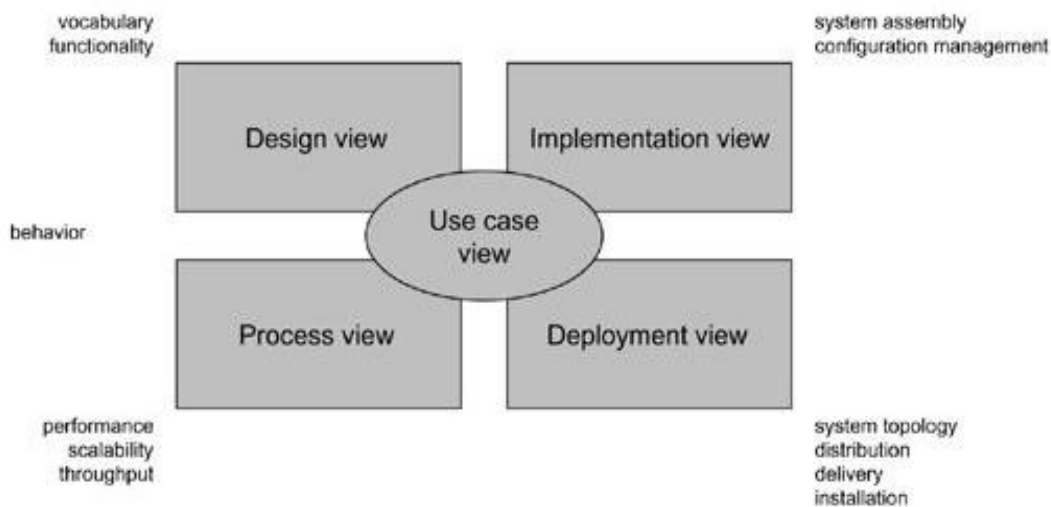 vocabulary
functionality
system assembly
configuration management
Design view
Implementation view
Use case
view
behavior
Process view
Deployment view
performance
scalability
throughput
system topology
distribution
delivery
installation